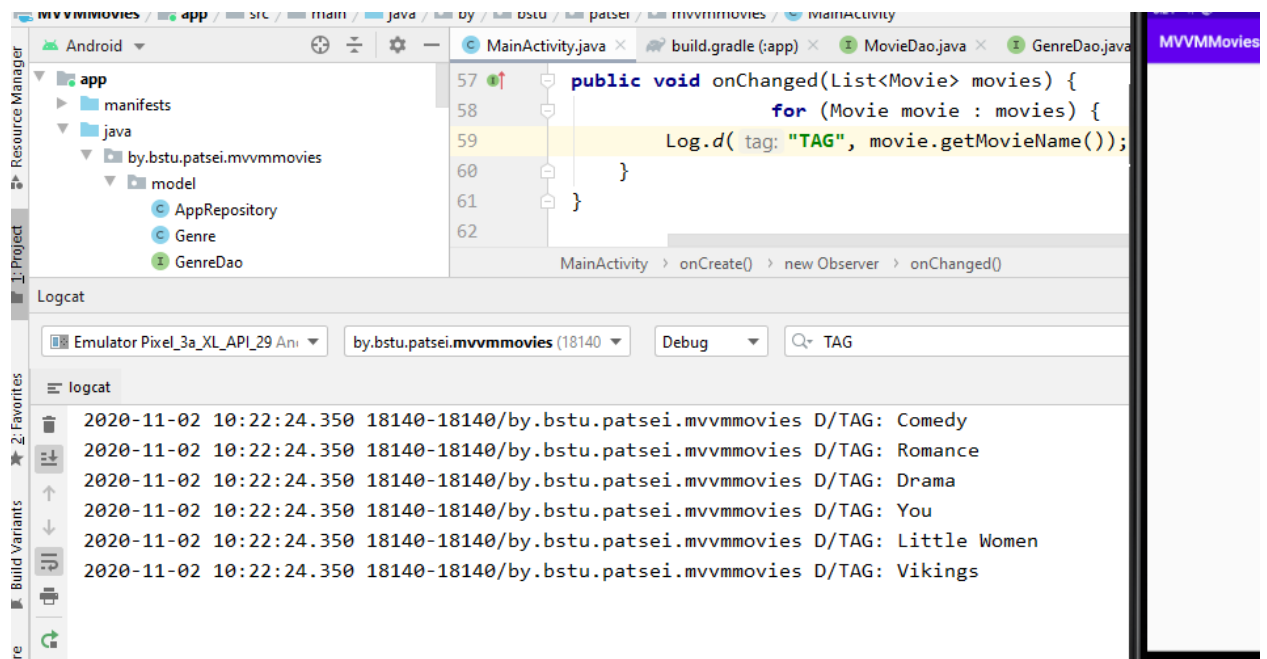 MVVMMovies / app / src / main / java / by / bstu / patsei / mvvmmovies / MainActivity
MVVMMovies
Android
MainActivity.java
build.gradle (:app)
MovieDao.java
GenreDao.java
Resource Manager
1: Project
2: Favorites
Build Variants
app
manifests
java
by.bstu.patsei.mvvmmovies
model
AppRepository
Genre
GenreDao
57 public void onChanged(List<Movie> movies) {
58 for (Movie movie : movies) {
59 Log.d( tag: "TAG", movie.getMovieName());
60 }
61 }
62
MainActivity > onCreate() > new Observer > onChanged()
Logcat
Emulator Pixel_3a_XL_API_29
by.bstu.patsei.mvvmmovies (18140
Debug
TAG
logcat
2020-11-02 10:22:24.350 18140-18140/by.bstu.patsei.mvvmmovies D/TAG: Comedy
2020-11-02 10:22:24.350 18140-18140/by.bstu.patsei.mvvmmovies D/TAG: Romance
2020-11-02 10:22:24.350 18140-18140/by.bstu.patsei.mvvmmovies D/TAG: Drama
2020-11-02 10:22:24.350 18140-18140/by.bstu.patsei.mvvmmovies D/TAG: You
2020-11-02 10:22:24.350 18140-18140/by.bstu.patsei.mvvmmovies D/TAG: Little Women
2020-11-02 10:22:24.350 18140-18140/by.bstu.patsei.mvvmmovies D/TAG: Vikings